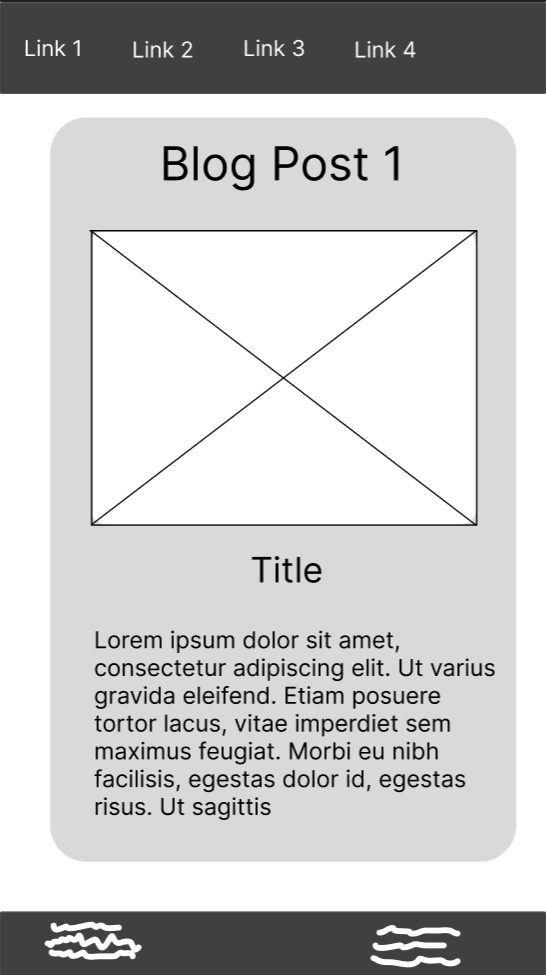 Link 1 Link 2 Link 3 Link 4
Blog Post 1
Title
Lorem ipsum dolor sit amet,
consectetur adipiscing elit. Ut varius
gravida eleifend. Etiam posuere
tortor lacus, vitae imperdiet sem
maximus feugiat. Morbi eu nibh
facilisis, egestas dolor id, egestas
risus. Ut sagittis